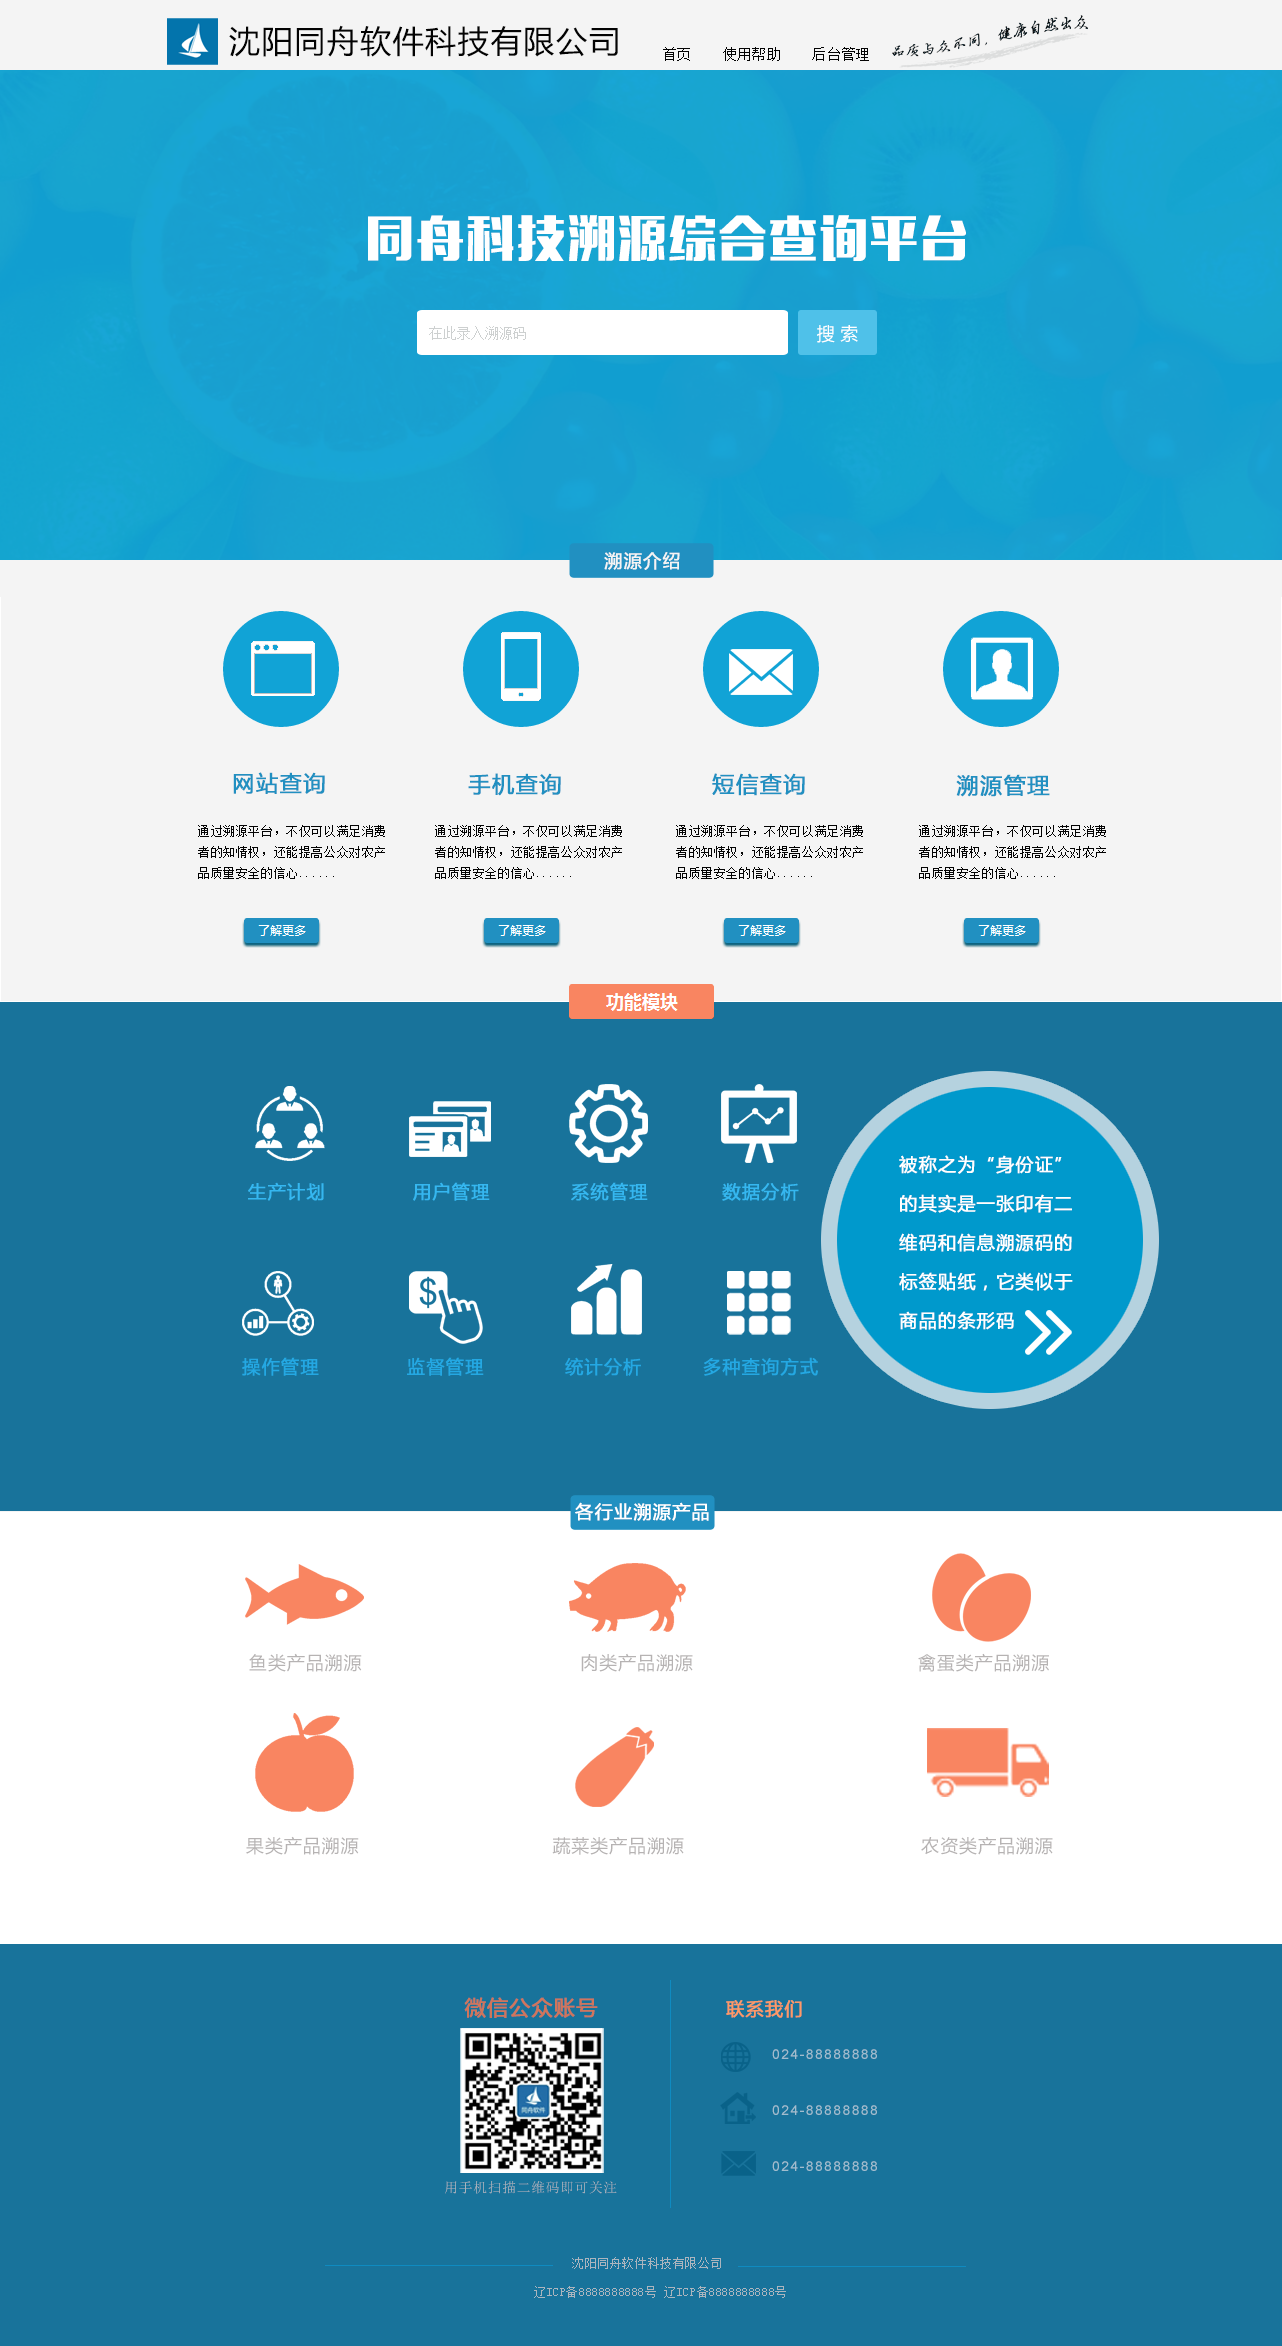 沈阳同舟软件科技有限公司
首页 使用帮助 后台管理 品质与众不同，健康自然出众
同舟科技溯源综合查询平台
在此录入溯源码 搜 索
溯源介绍
网站查询 手机查询 短信查询 溯源管理
通过溯源平台，不仅可以满足消费 通过溯源平台，不仅可以满足消费 通过溯源平台，不仅可以满足消费 通过溯源平台，不仅可以满足消费
者的知情权，还能提高公众对农产 者的知情权，还能提高公众对农产 者的知情权，还能提高公众对农产 者的知情权，还能提高公众对农产
品质量安全的信心...... 品质量安全的信心...... 品质量安全的信心...... 品质量安全的信心......
了解更多 了解更多 了解更多 了解更多
功能模块
生产计划 用户管理 系统管理 数据分析
操作管理 监督管理 统计分析 多种查询方式
被称之为“身份证”
的其实是一张印有二
维码和信息溯源码的
标签贴纸，它类似于
商品的条形码
各行业溯源产品
鱼类产品溯源 肉类产品溯源 禽蛋类产品溯源
果类产品溯源 蔬菜类产品溯源 农资类产品溯源
微信公众账号
同舟软件
用手机扫描二维码即可关注
联系我们
024-88888888
024-88888888
024-88888888
沈阳同舟软件科技有限公司
辽ICP备8888888888号 辽ICP备8888888888号